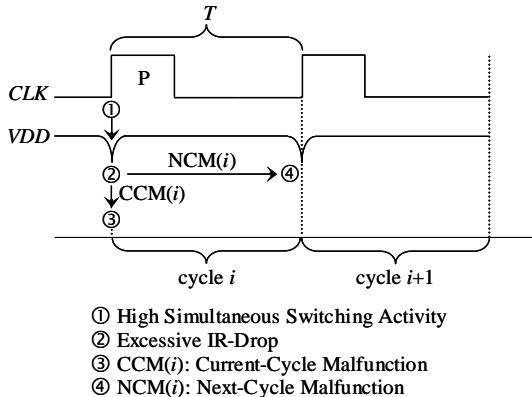 T
P
CLK
①
VDD
NCM(i)
② ④
CCM(i)
③
cycle i cycle i+1
① High Simultaneous Switching Activity
② Excessive IR-Drop
③ CCM(i): Current-Cycle Malfunction
④ NCM(i): Next-Cycle Malfunction